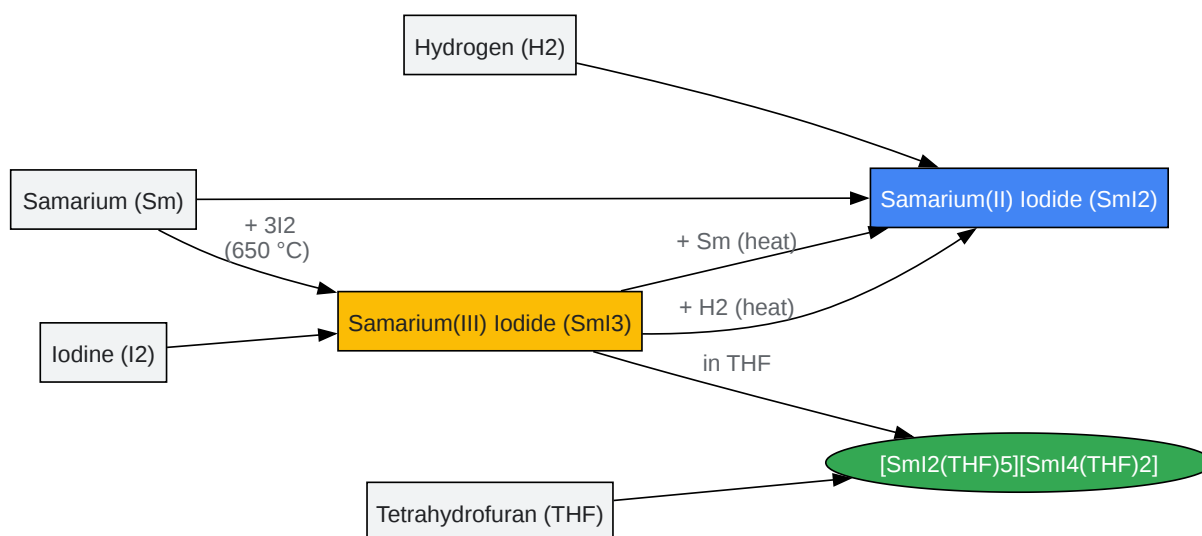 Hydrogen (H2)
Samarium (Sm)
Samarium(II) Iodide (SmI2)
+ 3I2
(650 °C)
+ Sm (heat)
+ H2 (heat)
Samarium(III) Iodide (SmI3)
Iodine (I2)
in THF
[SmI2(THF)5][SmI4(THF)2]
Tetrahydrofuran (THF)